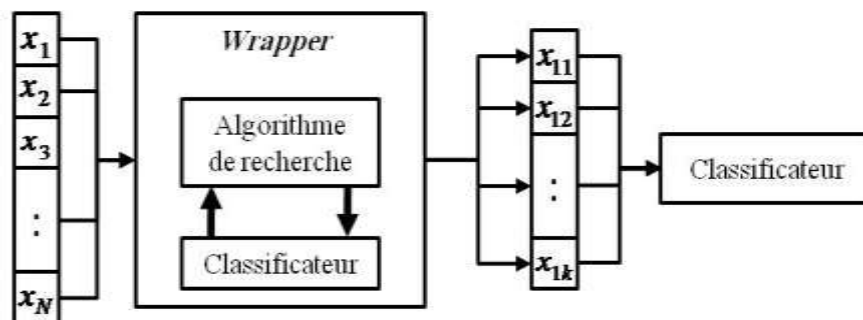 x1
x2
x3
:
xN
Wrapper
Algorithme
de recherche
Classificateur
x11
x12
:
x1k
Classificateur